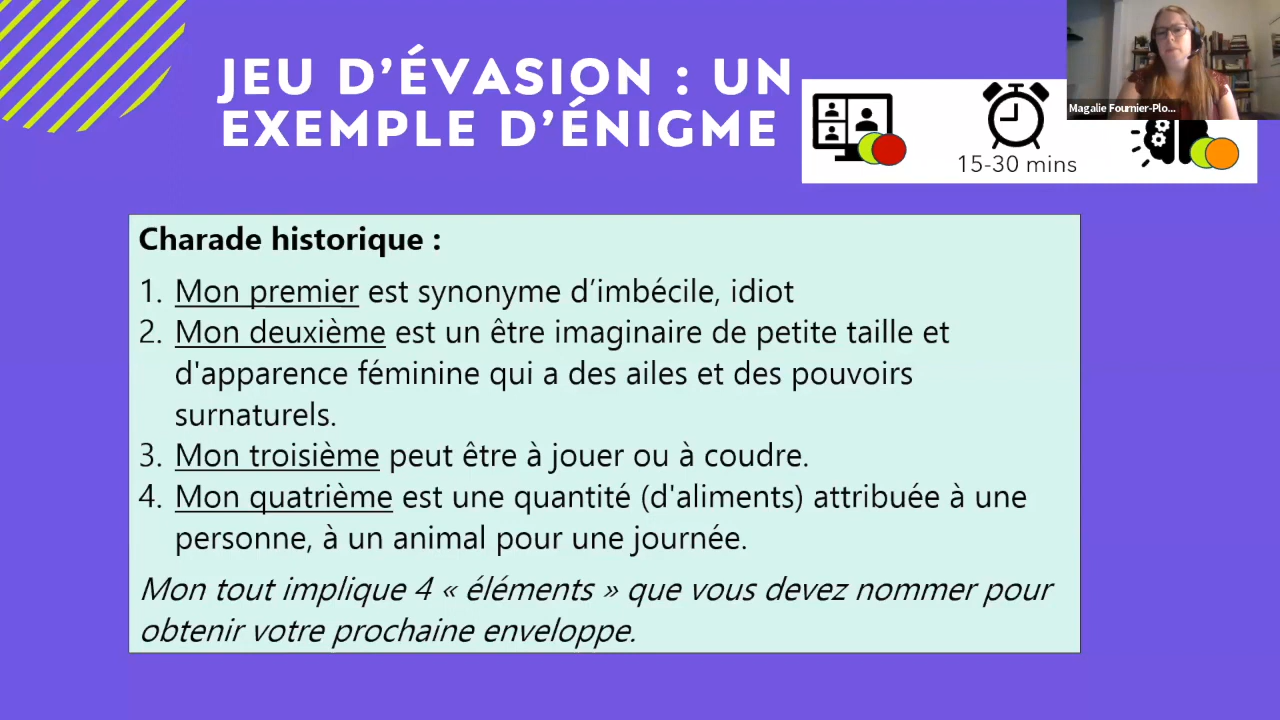 JEU D'ÉVASION : UN
EXEMPLE D'ÉNIGME
15-30 mins
Magalie Fournier-Plo...
Charade historique :
1. Mon premier est synonyme d'imbécile, idiot
2. Mon deuxième est un être imaginaire de petite taille et
d'apparence féminine qui a des ailes et des pouvoirs
surnaturels.
3. Mon troisième peut être à jouer ou à coudre.
4. Mon quatrième est une quantité (d'aliments) attribuée à une
personne, à un animal pour une journée.
Mon tout implique 4 « éléments » que vous devez nommer pour
obtenir votre prochaine enveloppe.